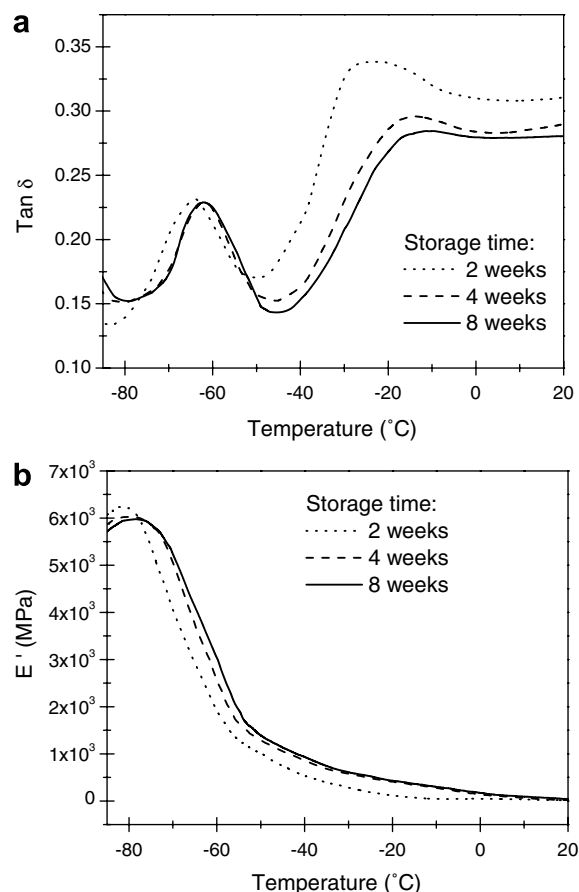 a
0.35
0.30
0.25
0.20
0.15
0.10
Tan δ
Storage time:
2 weeks
4 weeks
8 weeks
-80 -60 -40 -20 0 20
Temperature (˚C)
b
7x10³
6x10³
5x10³
4x10³
3x10³
2x10³
1x10³
0
E ' (MPa)
Storage time:
2 weeks
4 weeks
8 weeks
-80 -60 -40 -20 0 20
Temperature (˚C)